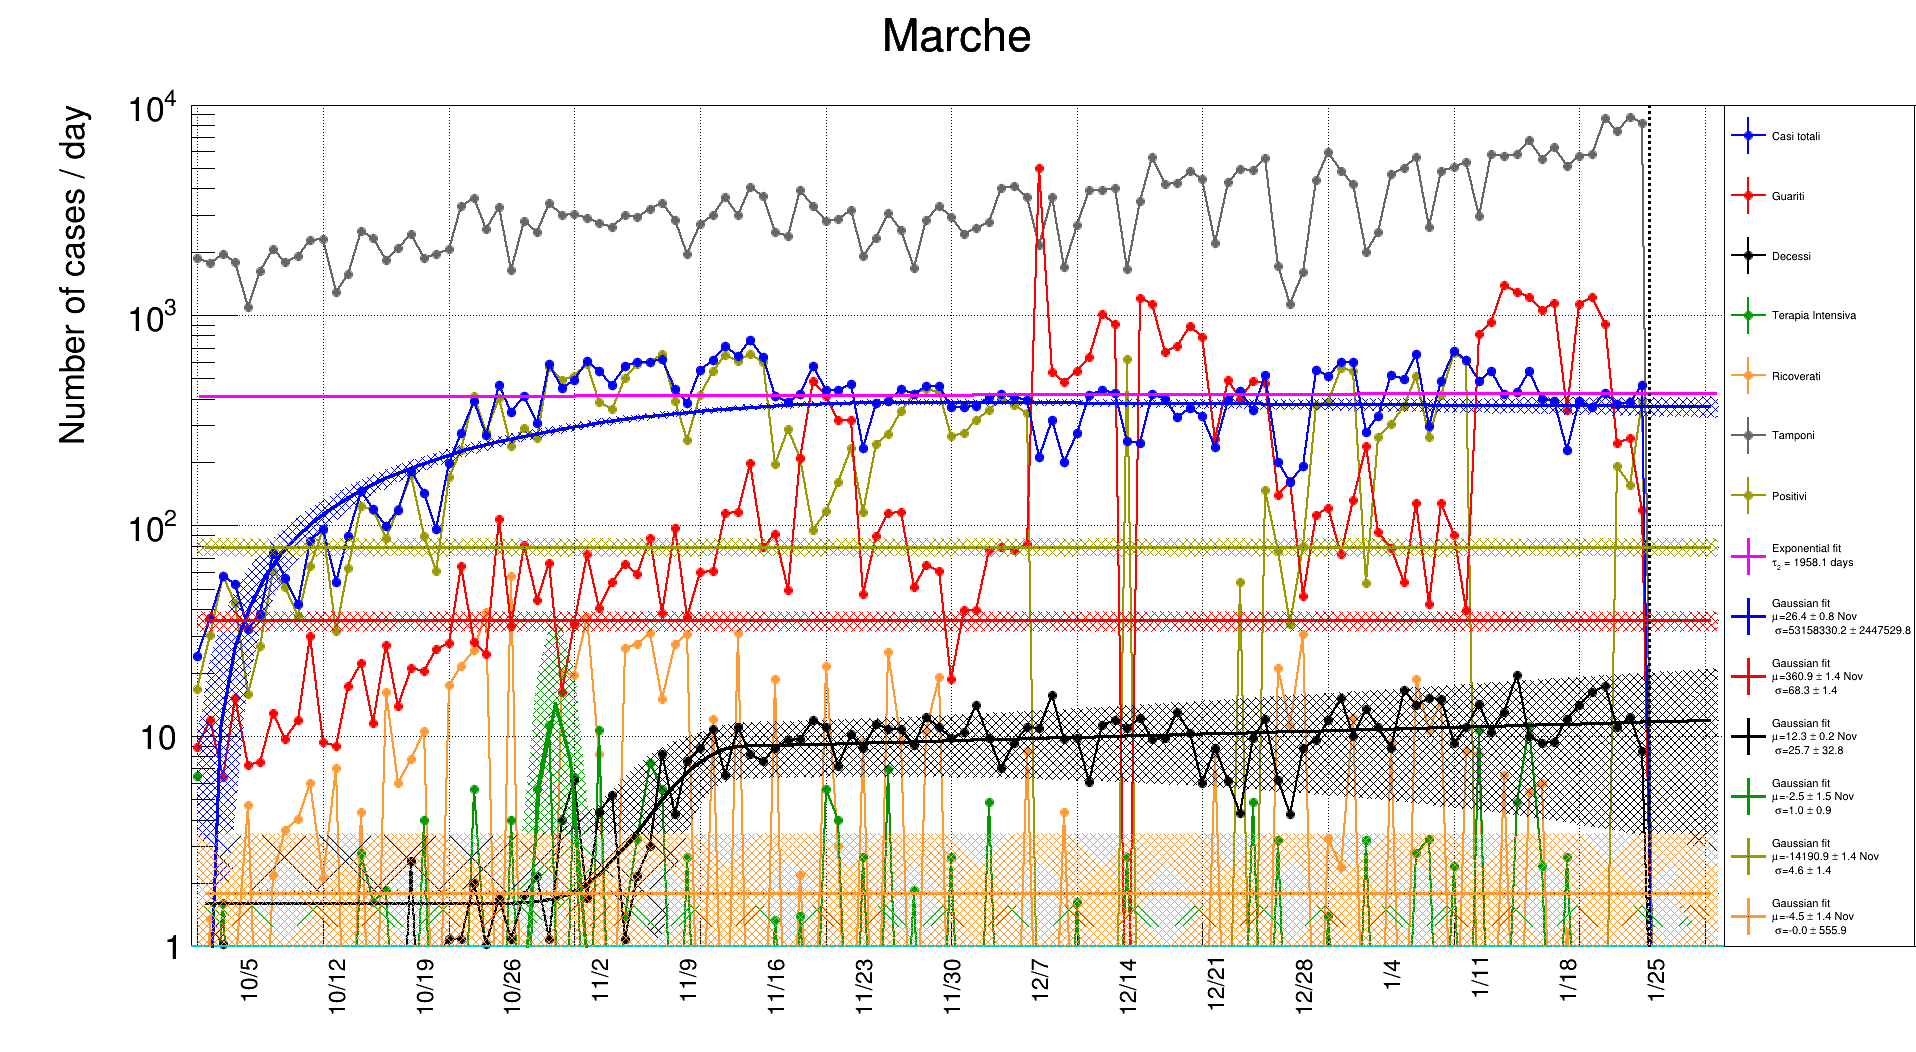 Marche
Number of cases / day
10^4
10^3
10^2
10
1
10/5
10/12
10/19
10/26
11/2
11/9
11/16
11/23
11/30
12/7
12/14
12/21
12/28
1/4
1/11
1/18
1/25
Casi totali
Guariti
Decessi
Terapia Intensiva
Ricoverati
Tamponi
Positivi
Exponential fit
τ₂ = 1958.1 days
Gaussian fit
μ=26.4 ± 0.8 Nov
σ=53158330.2 ± 2447529.8
Gaussian fit
μ=360.9 ± 1.4 Nov
σ=68.3 ± 1.4
Gaussian fit
μ=12.3 ± 0.2 Nov
σ=25.7 ± 32.8
Gaussian fit
μ=-2.5 ± 1.5 Nov
σ=1.0 ± 0.9
Gaussian fit
μ=-14190.9 ± 1.4 Nov
σ=4.6 ± 1.4
Gaussian fit
μ=-4.5 ± 1.4 Nov
σ=-0.0 ± 555.9